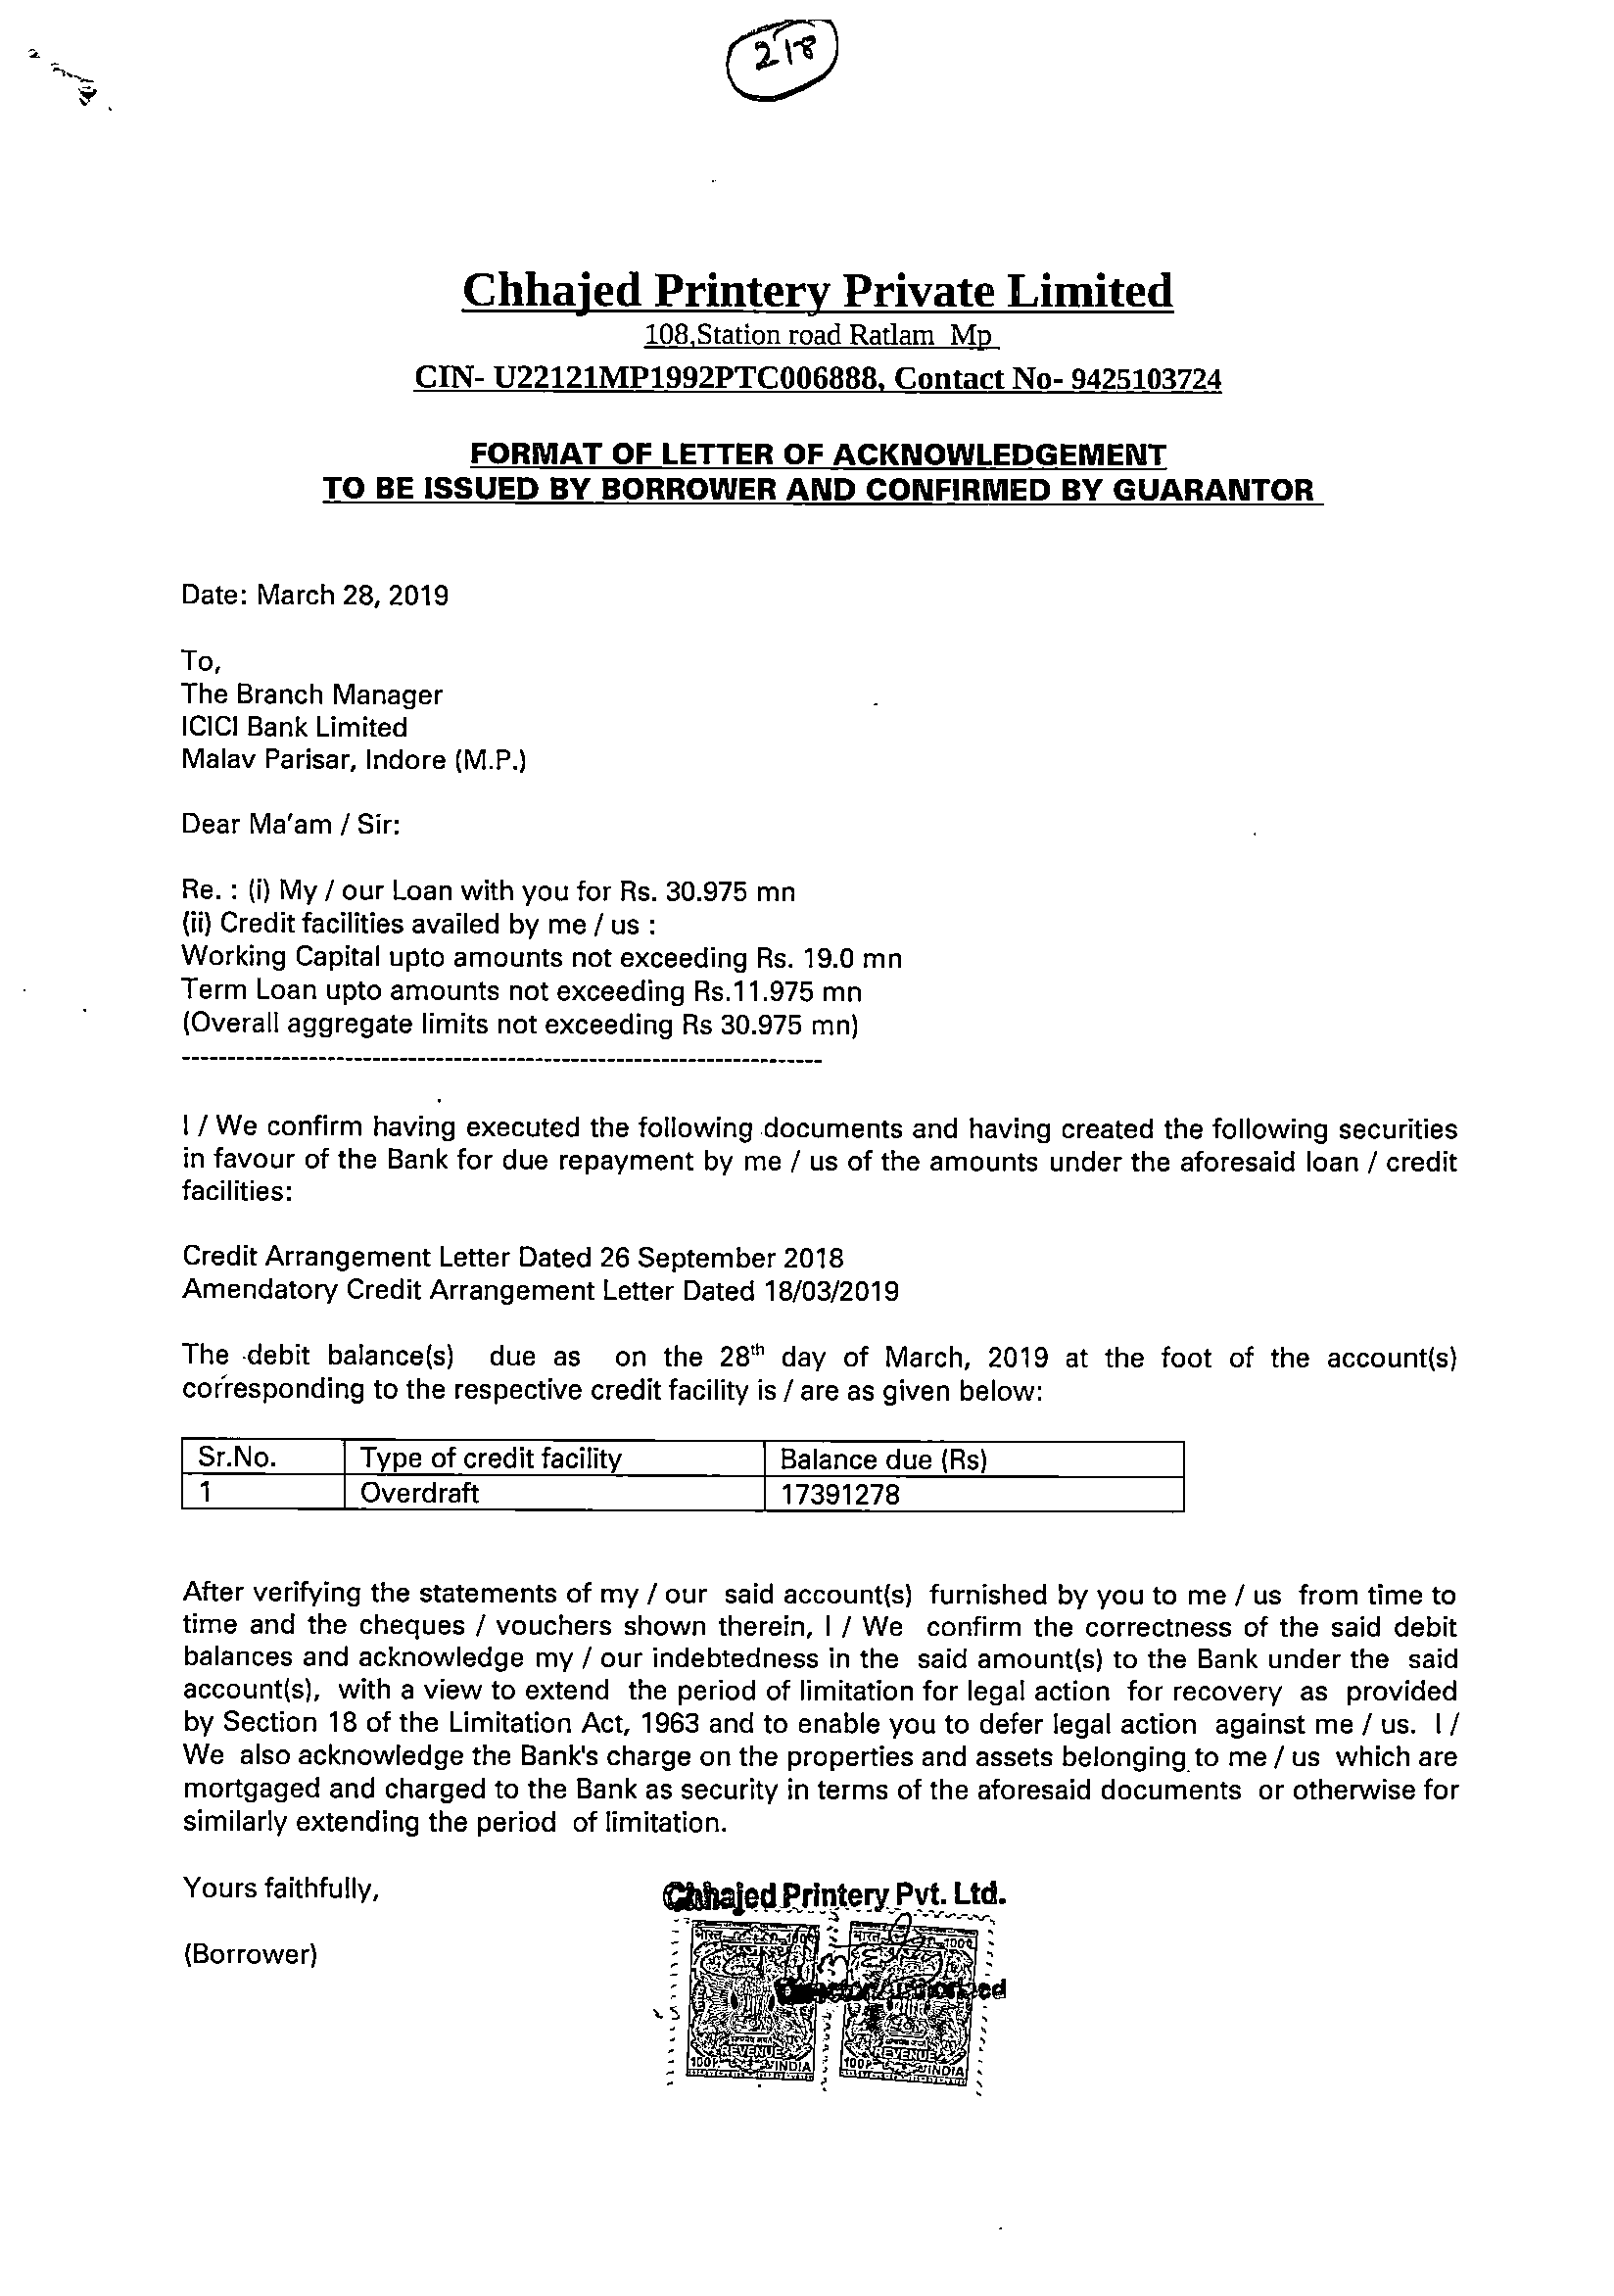 218
Chhajed Printery Private Limited
108,Station road Ratlam Mp
CIN- U22121MP1992PTC006888, Contact No- 9425103724
FORMAT OF LETTER OF ACKNOWLEDGEMENT
TO BE ISSUED BY BORROWER AND CONFIRMED BY GUARANTOR
Date: March 28, 2019
To,
The Branch Manager
ICICI Bank Limited
Malav Parisar, Indore (M.P.)
Dear Ma'am / Sir:
Re. : (i) My / our Loan with you for Rs. 30.975 mn
(ii) Credit facilities availed by me / us :
Working Capital upto amounts not exceeding Rs. 19.0 mn
Term Loan upto amounts not exceeding Rs.11.975 mn
(Overall aggregate limits not exceeding Rs 30.975 mn)
I / We confirm having executed the following documents and having created the following securities
in favour of the Bank for due repayment by me / us of the amounts under the aforesaid loan / credit
facilities:
Credit Arrangement Letter Dated 26 September 2018
Amendatory Credit Arrangement Letter Dated 18/03/2019
The debit balance(s) due as on the 28th day of March, 2019 at the foot of the account(s)
corresponding to the respective credit facility is / are as given below:
Sr.No. Type of credit facility Balance due (Rs)
1 Overdraft 17391278
After verifying the statements of my / our said account(s) furnished by you to me / us from time to
time and the cheques / vouchers shown therein, I / We confirm the correctness of the said debit
balances and acknowledge my / our indebtedness in the said amount(s) to the Bank under the said
account(s), with a view to extend the period of limitation for legal action for recovery as provided
by Section 18 of the Limitation Act, 1963 and to enable you to defer legal action against me / us. I /
We also acknowledge the Bank's charge on the properties and assets belonging to me / us which are
mortgaged and charged to the Bank as security in terms of the aforesaid documents or otherwise for
similarly extending the period of limitation.
Yours faithfully,
Chhajed Printery Pvt. Ltd.
(Borrower)
भारत भारत
REVENUE REVENUE
INDIA INDIA